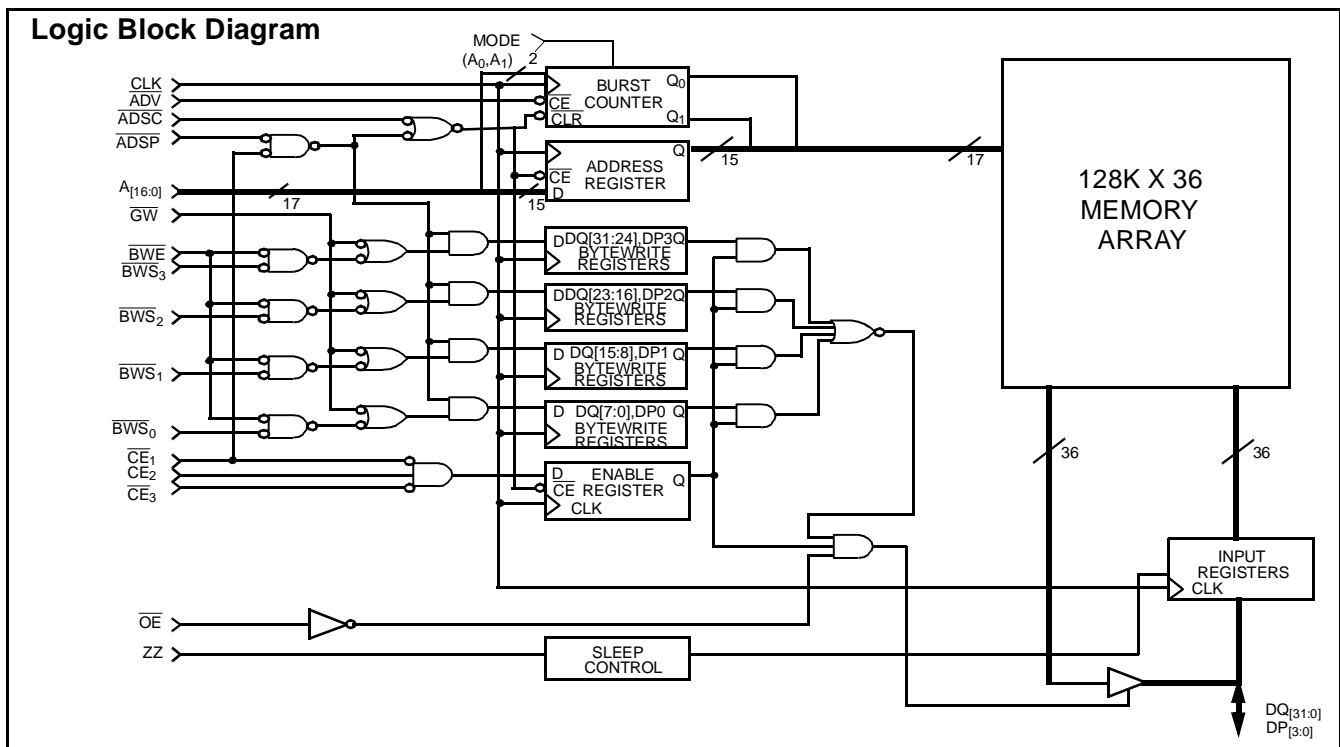 Logic Block Diagram
MODE
(A0,A1)
2
CLK
ADV
ADSC
ADSP
A[16:0]
GW
BWE
BWS3
BWS2
BWS1
BWS0
CE1
CE2
CE3
OE
ZZ
BURST
COUNTER
CE
CLR
Q0
Q1
ADDRESS
REGISTER
CE
D
Q
15
17
17
15
DQ[31:24],DP3
BYTEWRITE
REGISTERS
D
Q
DQ[23:16],DP2
BYTEWRITE
REGISTERS
D
Q
DQ[15:8],DP1
BYTEWRITE
REGISTERS
D
Q
DQ[7:0],DP0
BYTEWRITE
REGISTERS
D
Q
ENABLE
REGISTER
D
CE
CLK
Q
SLEEP
CONTROL
128K X 36
MEMORY
ARRAY
36
36
INPUT
REGISTERS
CLK
DQ[31:0]
DP[3:0]